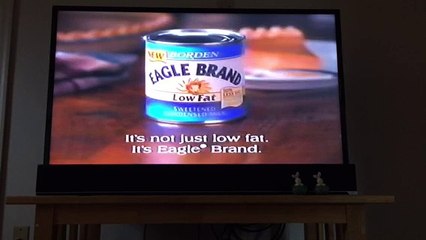 NEW BORDEN
EAGLE BRAND
Low Fat
SWEETENED
CONDENSED MILK
It's not just low fat.
It's Eagle® Brand.